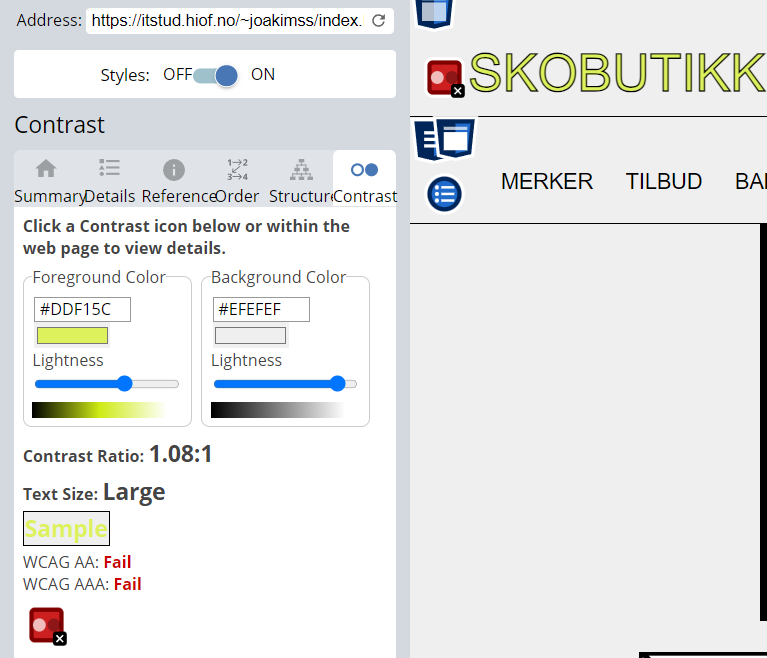 Address: https://itstud.hiof.no/~joakimss/index.
Styles: OFF ON
Contrast
Summary Details Reference Order Structure Contrast
Click a Contrast icon below or within the
web page to view details.
Foreground Color Background Color
#DDF15C #EFEFEF
Lightness Lightness
Contrast Ratio: 1.08:1
Text Size: Large
Sample
WCAG AA: Fail
WCAG AAA: Fail
SKOBUTIKK
MERKER TILBUD BA